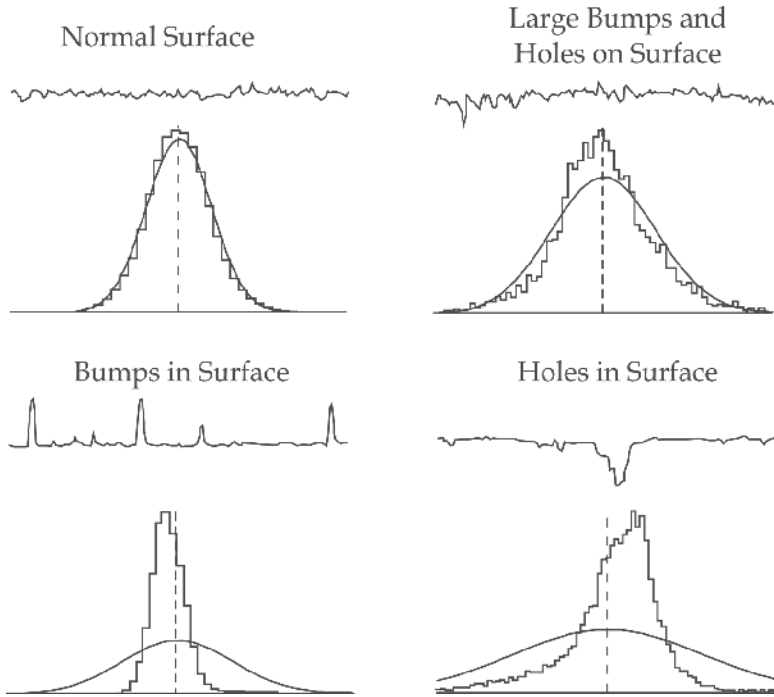 Normal Surface
Large Bumps and
Holes on Surface
Bumps in Surface
Holes in Surface